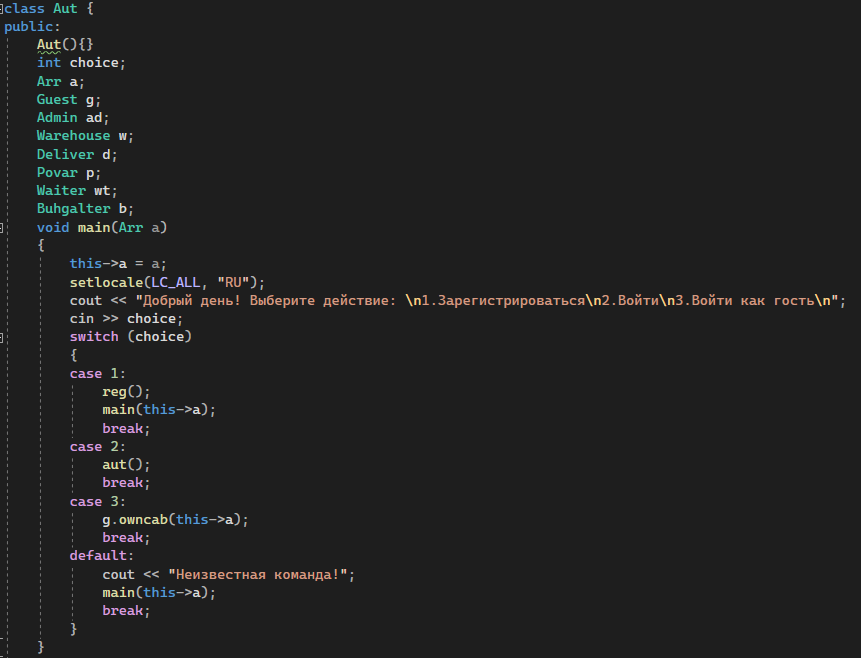 class Aut {
public:
    Aut(){}
    int choice;
    Arr a;
    Guest g;
    Admin ad;
    Warehouse w;
    Deliver d;
    Povar p;
    Waiter wt;
    Buhgalter b;
    void main(Arr a)
    {
        this->a = a;
        setlocale(LC_ALL, "RU");
        cout << "Добрый день! Выберите действие: \n1.Зарегистрироваться\n2.Войти\n3.Войти как гость\n";
        cin >> choice;
        switch (choice)
        {
        case 1:
            reg();
            main(this->a);
            break;
        case 2:
            aut();
            break;
        case 3:
            g.owncab(this->a);
            break;
        default:
            cout << "Неизвестная команда!";
            main(this->a);
            break;
        }
    }